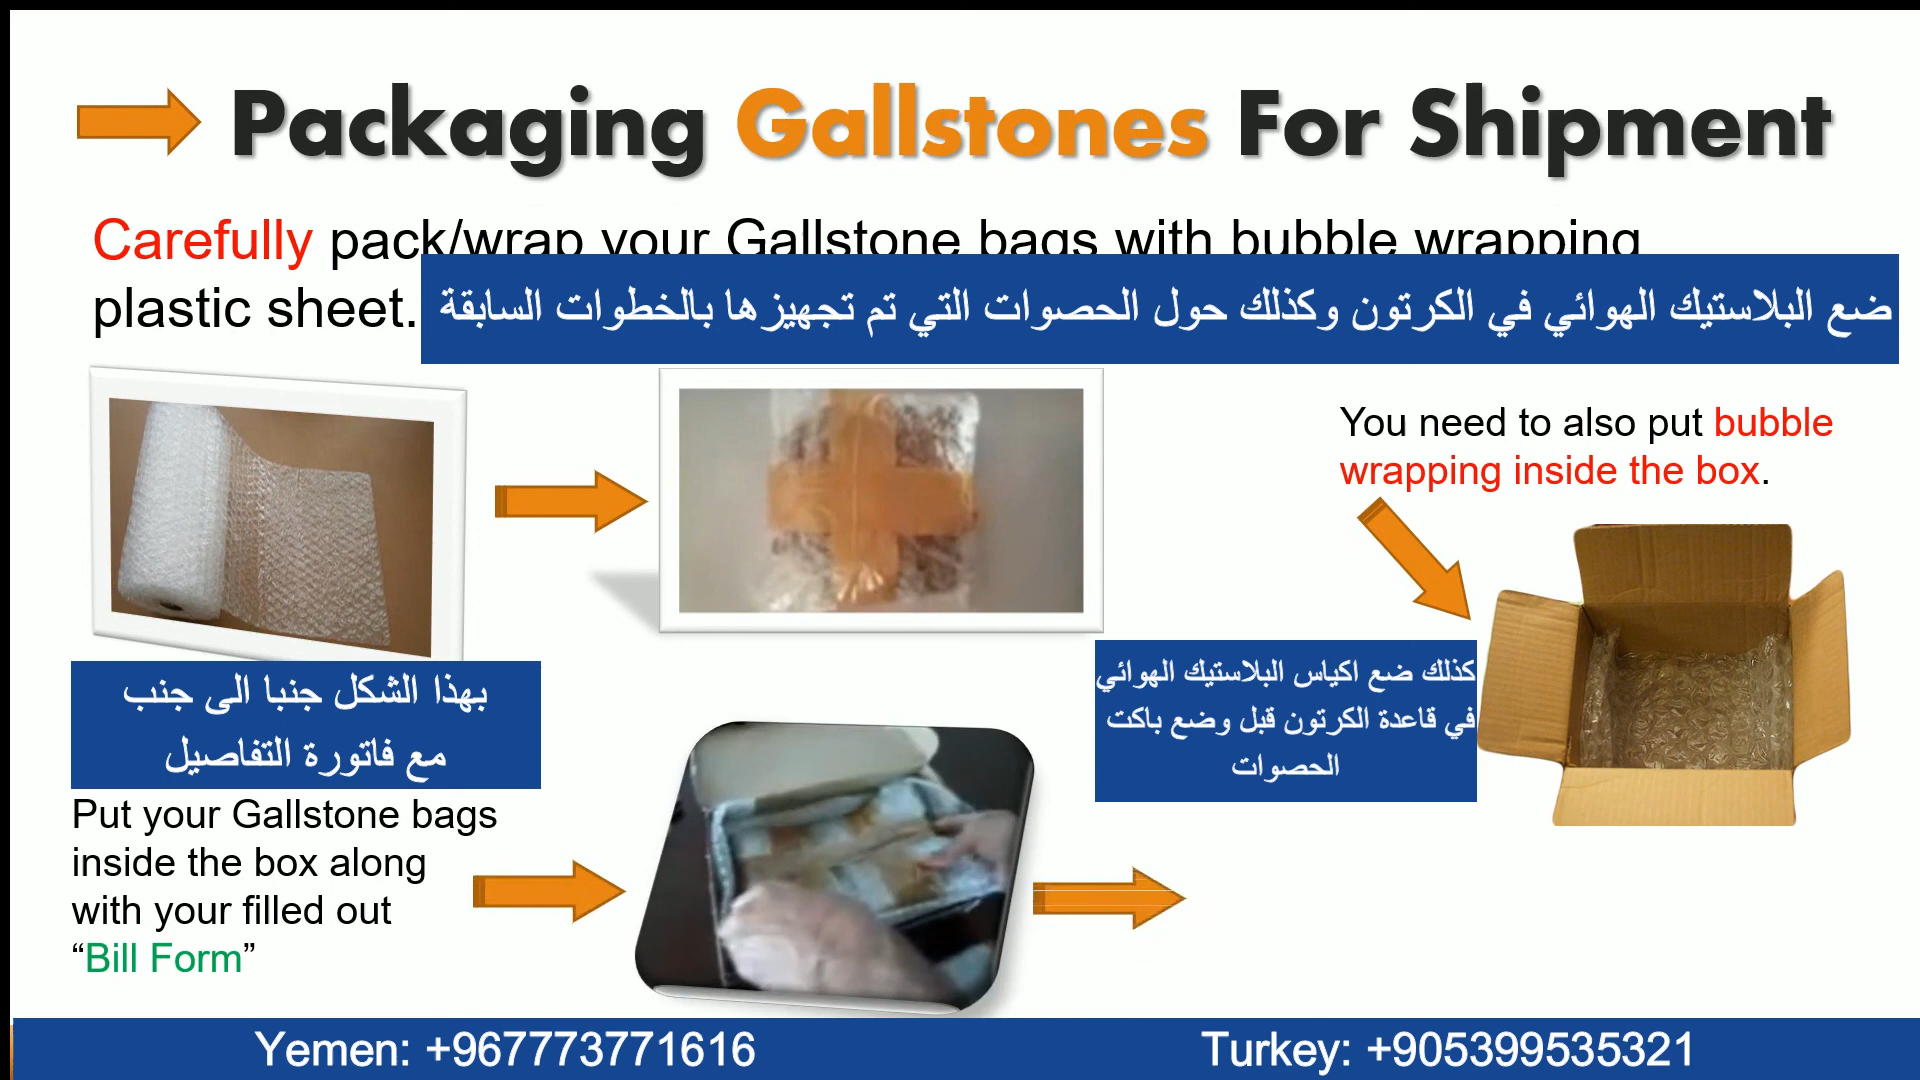 Packaging Gallstones For Shipment
Carefully pack/wrap your Gallstone bags with bubble wrapping
plastic sheet.
ضع البلاستيك الهوائي في الكرتون وكذلك حول الحصوات التي تم تجهيزها بالخطوات السابقة
You need to also put bubble
wrapping inside the box.
كذلك ضع اكياس البلاستيك الهوائي
في قاعدة الكرتون قبل وضع باكت
الحصوات
بهذا الشكل جنبا الى جنب
مع فاتورة التفاصيل
Put your Gallstone bags
inside the box along
with your filled out
“Bill Form”
Yemen: +967773771616
Turkey: +905399535321